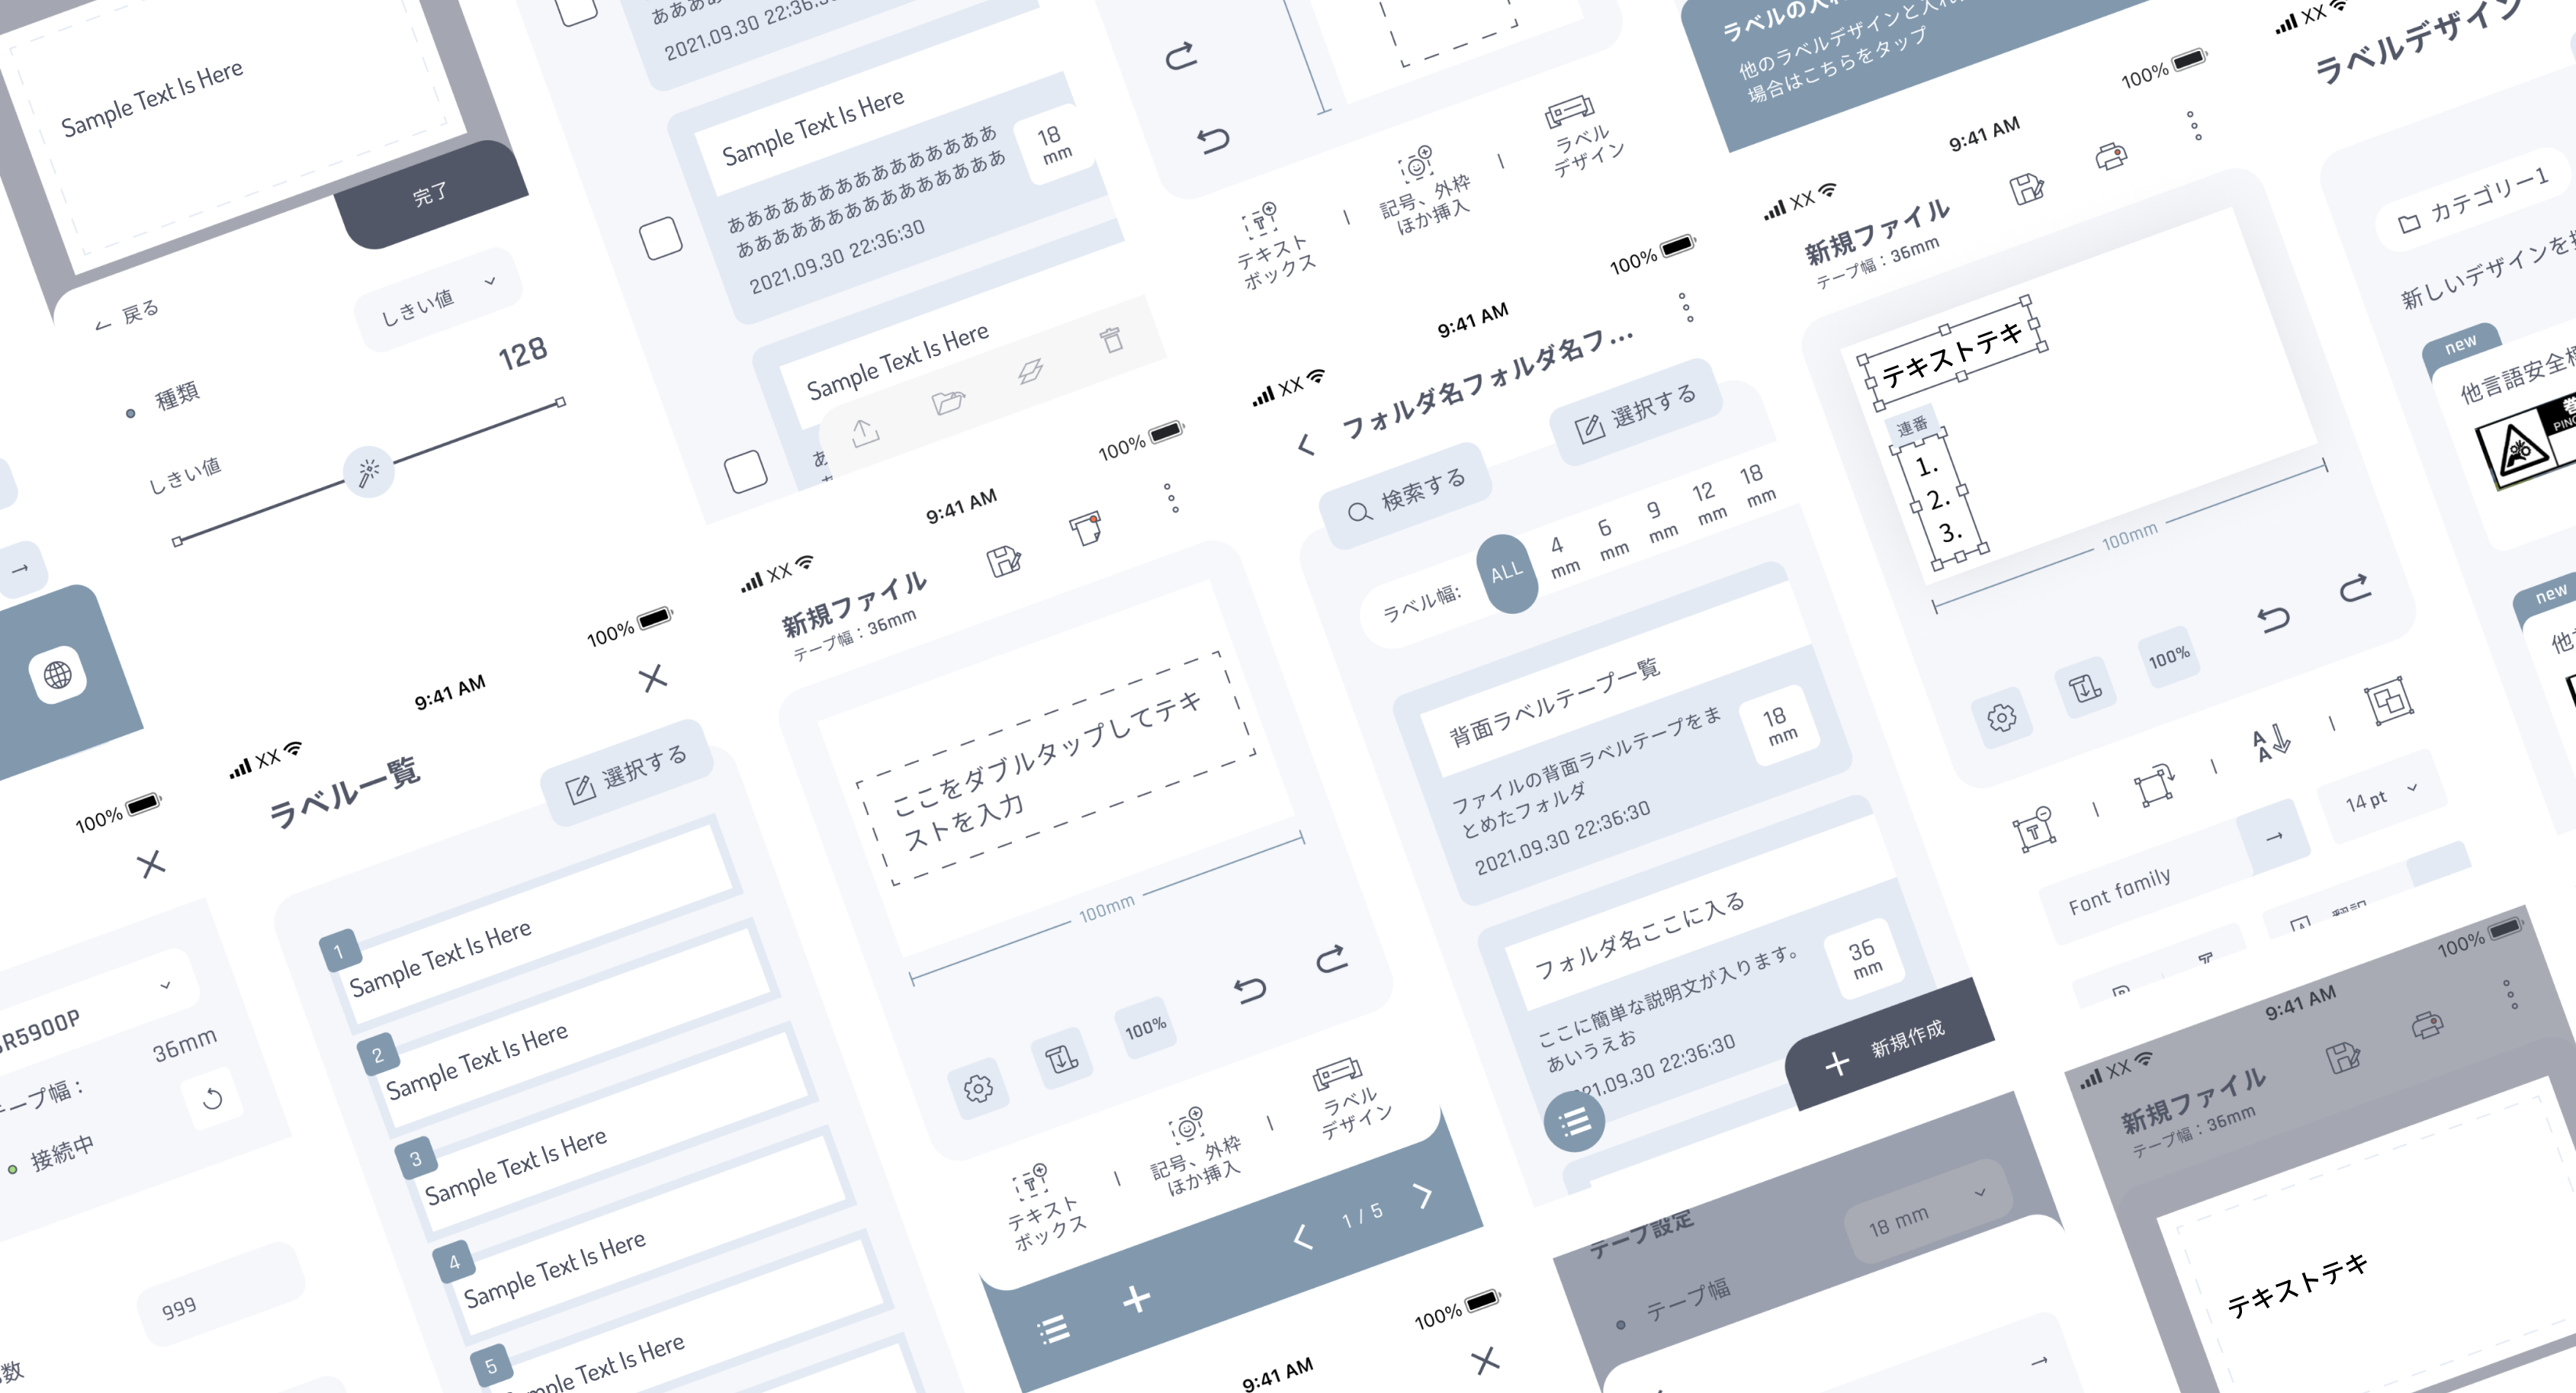 Sample Text Is Here
完了
← 戻る
しきい値
種類
128
しきい値
100%
SR5900P
36mm
テープ幅：
接続中
999
2021.09.30 22:36:30
Sample Text Is Here
ああああああああああああああああ
ああああああああああああああああ
2021.09.30 22:36:30
18
mm
Sample Text Is Here
XX
9:41 AM
100%
ラベル一覧
選択する
1
Sample Text Is Here
2
Sample Text Is Here
3
Sample Text Is Here
4
Sample Text Is Here
5
Sample Text Is Here
テキスト
ボックス
記号、外枠
ほか挿入
ラベル
デザイン
XX
9:41 AM
100%
新規ファイル
テープ幅：36mm
ここをダブルタップしてテキ
ストを入力
100mm
100%
テキスト
ボックス
記号、外枠
ほか挿入
ラベル
デザイン
1 / 5
9:41 AM
100%
XX
9:41 AM
100%
フォルダ名フォルダ名フ...
検索する
選択する
ラベル幅:
ALL
4
mm
6
mm
9
mm
12
mm
18
mm
背面ラベルテープ一覧
ファイルの背面ラベルテープをま
とめたフォルダ
2021.09.30 22:36:30
18
mm
フォルダ名ここに入る
ここに簡単な説明文が入ります。
あいうえお
21.09.30 22:36:30
36
mm
新規作成
テープ設定
テープ幅
18 mm
他のラベルデザインと入れ
場合はこちらをタップ
XX
9:41 AM
100%
新規ファイル
テープ幅：36mm
テキストテキ
連番
1.
2.
3.
100mm
100%
Font family
14 pt
XX
9:41 AM
100%
新規ファイル
テープ幅：36mm
テキストテキ
XX
ラベルデザイン
カテゴリー1
新しいデザインを
new
他言語安全
new